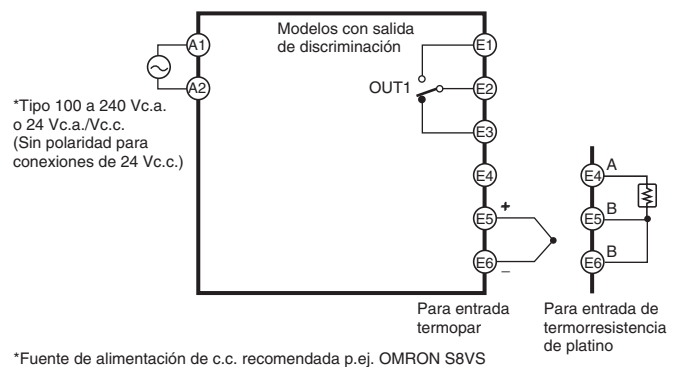 Modelos con salida
de discriminación
A1
A2
E1
OUT1
E2
E3
*Tipo 100 a 240 Vc.a.
o 24 Vc.a./Vc.c.
(Sin polaridad para
conexiones de 24 Vc.c.)
E4
E5
+
E6
–
E4
A
E5
B
E6
B
Para entrada
termopar
Para entrada de
termorresistencia
de platino
*Fuente de alimentación de c.c. recomendada p.ej. OMRON S8VS